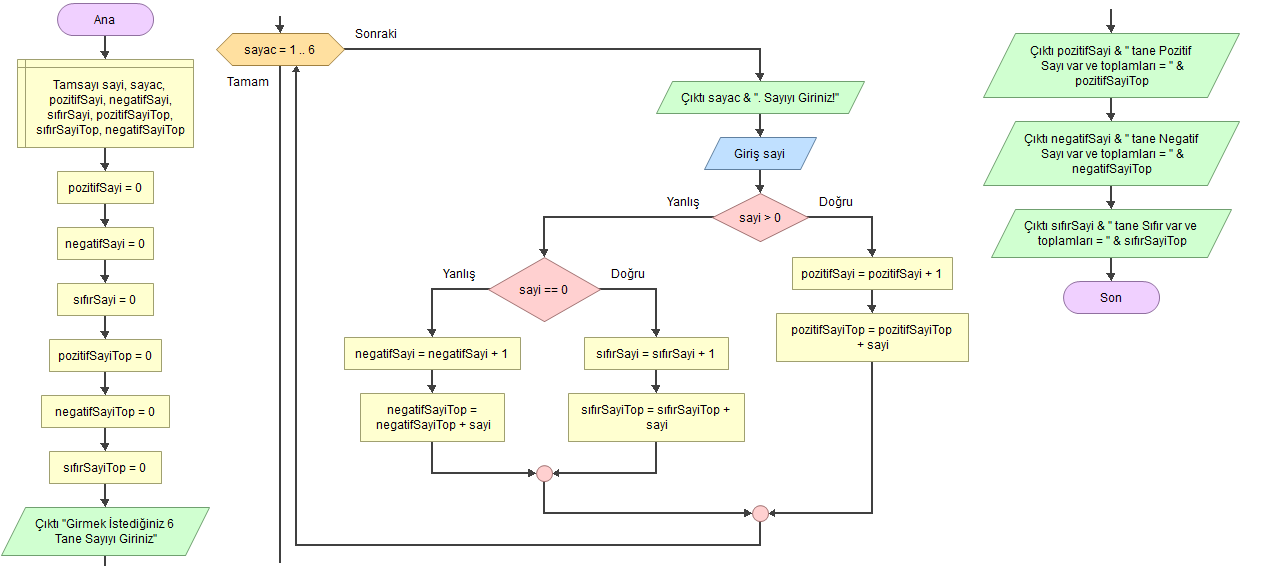 Ana
Tamsayı sayi, sayac,
pozitifSayi, negatifSayi,
sıfırSayi, pozitifSayiTop,
sıfırSayiTop, negatifSayiTop
pozitifSayi = 0
negatifSayi = 0
sıfırSayi = 0
pozitifSayiTop = 0
negatifSayiTop = 0
sıfırSayiTop = 0
Çıktı "Girmek İstediğiniz 6
Tane Sayıyı Giriniz"
sayac = 1 .. 6
Sonraki
Tamam
Çıktı sayac & ". Sayıyı Giriniz!"
Giriş sayi
Yanlış
sayi > 0
Doğru
Yanlış
sayi == 0
Doğru
pozitifSayi = pozitifSayi + 1
pozitifSayiTop = pozitifSayiTop
+ sayi
negatifSayi = negatifSayi + 1
sıfırSayi = sıfırSayi + 1
negatifSayiTop =
negatifSayiTop + sayi
sıfırSayiTop = sıfırSayiTop +
sayi
Çıktı pozitifSayi & " tane Pozitif
Sayı var ve toplamları = " &
pozitifSayiTop
Çıktı negatifSayi & " tane Negatif
Sayı var ve toplamları = " &
negatifSayiTop
Çıktı sıfırSayi & " tane Sıfır var ve
toplamları = " & sıfırSayiTop
Son